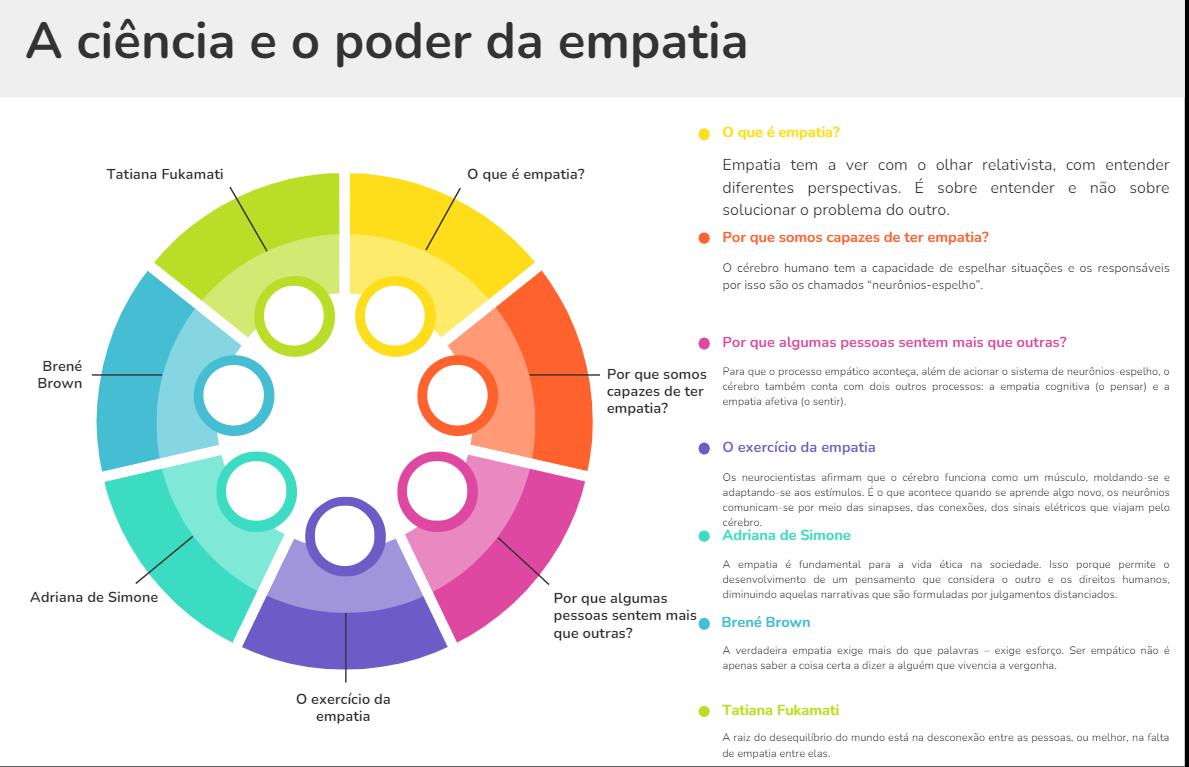 A ciência e o poder da empatia
Tatiana Fukamati
O que é empatia?
Brené
Brown
Por que somos
capazes de ter
empatia?
Adriana de Simone
Por que algumas
pessoas sentem mais
que outras?
O exercício da
empatia
O que é empatia?
Empatia tem a ver com o olhar relativista, com entender
diferentes perspectivas. É sobre entender e não sobre
solucionar o problema do outro.
Por que somos capazes de ter empatia?
O cérebro humano tem a capacidade de espelhar situações e os responsáveis
por isso são os chamados “neurônios-espelho”.
Por que algumas pessoas sentem mais que outras?
Para que o processo empático aconteça, além de acionar o sistema de neurônios-espelho, o
cérebro também conta com dois outros processos: a empatia cognitiva (o pensar) e a
empatia afetiva (o sentir).
O exercício da empatia
Os neurocientistas afirmam que o cérebro funciona como um músculo, moldando-se e
adaptando-se aos estímulos. É o que acontece quando se aprende algo novo, os neurônios
comunicam-se por meio das sinapses, das conexões, dos sinais elétricos que viajam pelo
cérebro.
Adriana de Simone
A empatia é fundamental para a vida ética na sociedade. Isso porque permite o
desenvolvimento de um pensamento que considera o outro e os direitos humanos,
diminuindo aquelas narrativas que são formuladas por julgamentos distanciados.
Brené Brown
A verdadeira empatia exige mais do que palavras – exige esforço. Ser empático não é
apenas saber a coisa certa a dizer a alguém que vivencia a vergonha.
Tatiana Fukamati
A raiz do desequilíbrio do mundo está na desconexão entre as pessoas, ou melhor, na falta
de empatia entre elas.